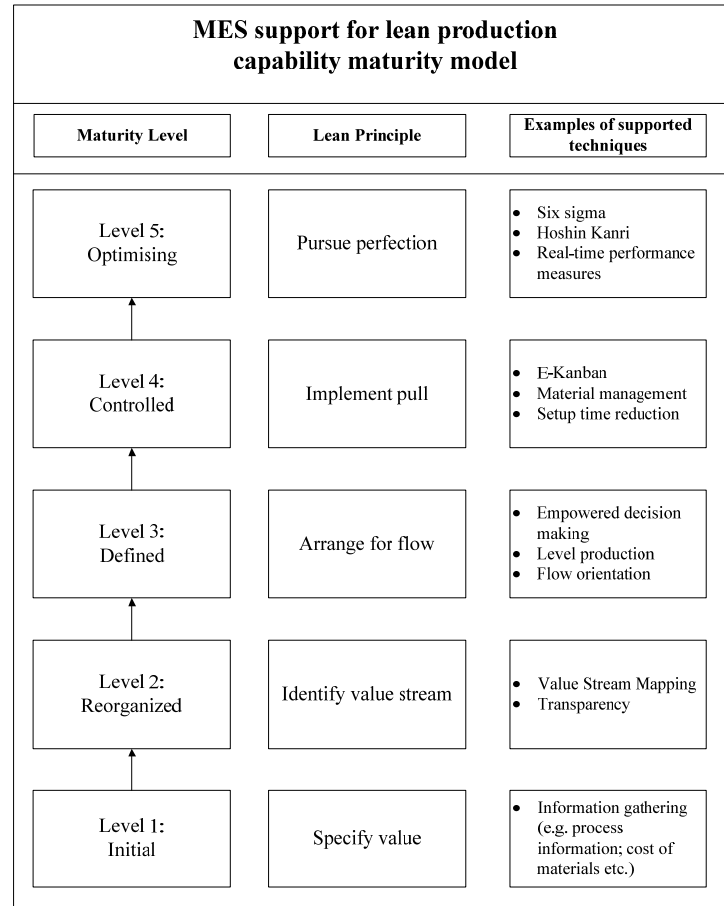 MES support for lean production
capability maturity model
Maturity Level
Lean Principle
Examples of supported
techniques
Level 5:
Optimising
Pursue perfection
• Six sigma
• Hoshin Kanri
• Real-time performance
measures
Level 4:
Controlled
Implement pull
• E-Kanban
• Material management
• Setup time reduction
Level 3:
Defined
Arrange for flow
• Empowered decision
making
• Level production
• Flow orientation
Level 2:
Reorganized
Identify value stream
• Value Stream Mapping
• Transparency
Level 1:
Initial
Specify value
• Information gathering
(e.g. process
information; cost of
materials etc.)